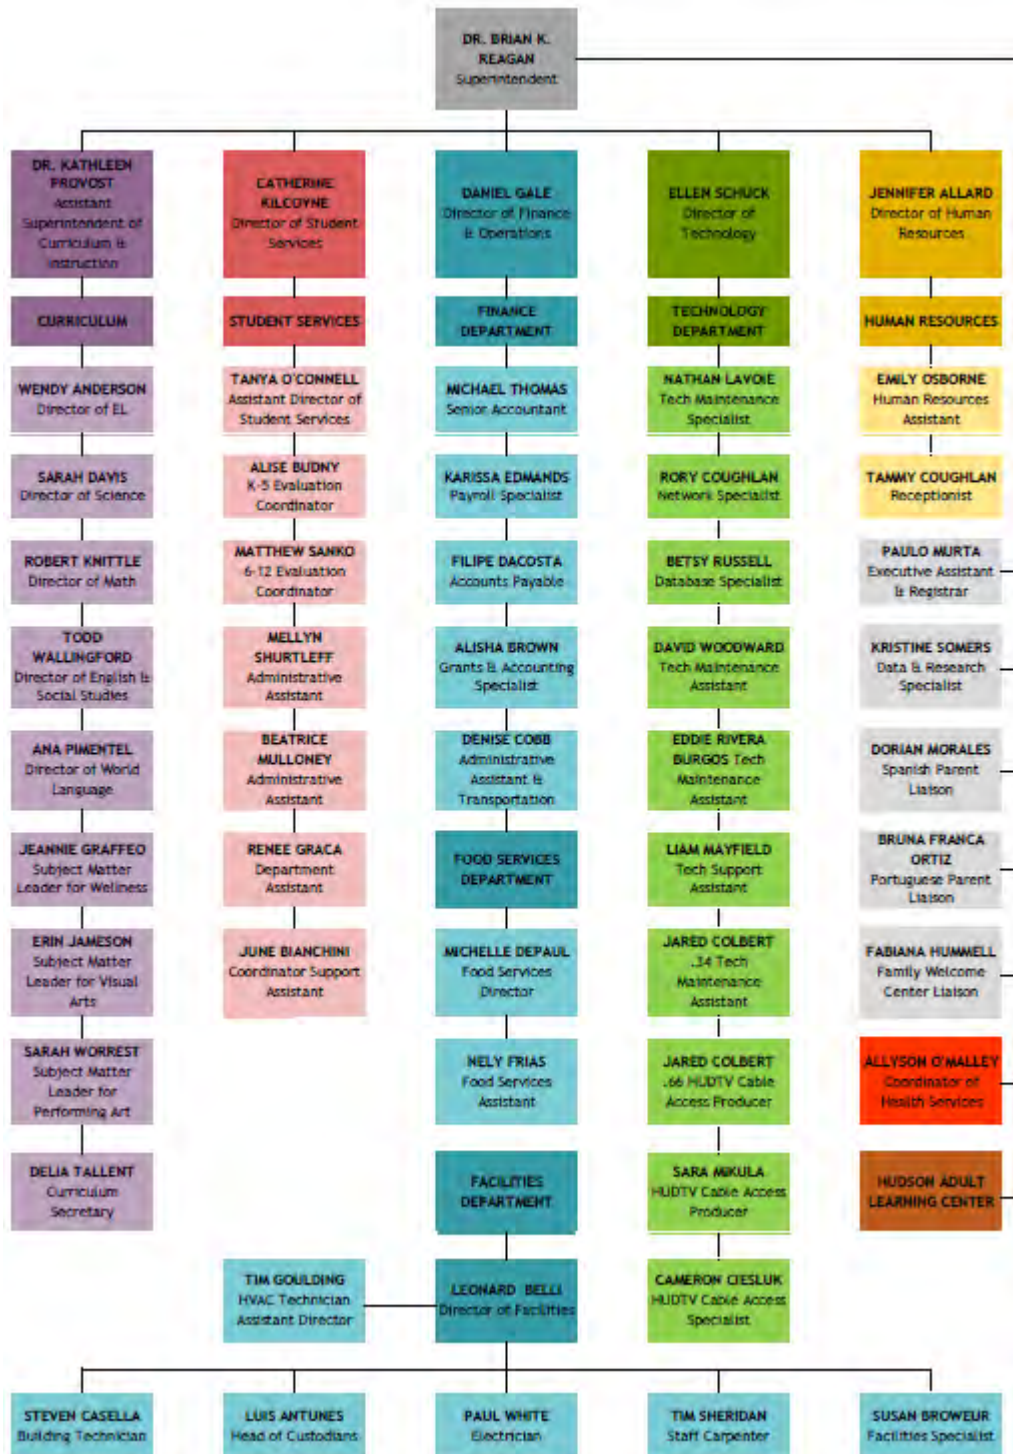 DR. BRIAN K.
REAGAN
Superintendent
DR. KATHLEEN
PROVOST
Assistant
Superintendent of
Curriculum &
Instruction
CURRICULUM
WENDY ANDERSON
Director of EL
SARAH DAVIS
Director of Science
ROBERT KNITTLE
Director of Math
TODD
WALLINGFORD
Director of English &
Social Studies
ANA PIMENTEL
Director of World
Language
JEANNIE GRAFFEO
Subject Matter
Leader for Wellness
ERIN JAMESON
Subject Matter
Leader for Visual
Arts
SARAH WORREST
Subject Matter
Leader for
Performing Art
DELIA TALLENT
Curriculum
Secretary
CATHERINE
KILCOYNE
Director of Student
Services
STUDENT SERVICES
TANYA O'CONNELL
Assistant Director of
Student Services
ALISE BUDNY
K-5 Evaluation
Coordinator
MATTHEW SANKO
6-12 Evaluation
Coordinator
MELLYN
SHURTLEFF
Administrative
Assistant
BEATRICE
MULLONEY
Administrative
Assistant
RENEE GRACA
Department
Assistant
JUNE BIANCHINI
Coordinator Support
Assistant
DANIEL GALE
Director of Finance
& Operations
FINANCE
DEPARTMENT
MICHAEL THOMAS
Senior Accountant
KARISSA EDMANDS
Payroll Specialist
FILIPE DACOSTA
Accounts Payable
ALISHA BROWN
Grants & Accounting
Specialist
DENISE COBB
Administrative
Assistant &
Transportation
FOOD SERVICES
DEPARTMENT
MICHELLE DEPAUL
Food Services
Director
NELY FRIAS
Food Services
Assistant
FACILITIES
DEPARTMENT
ELLEN SCHUCK
Director of
Technology
TECHNOLOGY
DEPARTMENT
NATHAN LAVOIE
Tech Maintenance
Specialist
RORY COUGHLAN
Network Specialist
BETSY RUSSELL
Database Specialist
DAVID WOODWARD
Tech Maintenance
Assistant
EDDIE RIVERA
BURGOS Tech
Maintenance
Assistant
LIAM MAYFIELD
Tech Support
Assistant
JARED COLBERT
.34 Tech
Maintenance
Assistant
JARED COLBERT
.66 HUDTV Cable
Access Producer
SARA MIKULA
HUDTV Cable Access
Producer
CAMERON CIESLUK
HUDTV Cable Access
Specialist
JENNIFER ALLARD
Director of Human
Resources
HUMAN RESOURCES
EMILY OSBORNE
Human Resources
Assistant
TAMMY COUGHLAN
Receptionist
PAULO MURTA
Executive Assistant
& Registrar
KRISTINE SOMERS
Data & Research
Specialist
DORIAN MORALES
Spanish Parent
Liaison
BRUNA FRANCA
ORTIZ
Portuguese Parent
Liaison
FABIANA HUMMELL
Family Welcome
Center Liaison
ALLYSON O'MALLEY
Coordinator of
Health Services
HUDSON ADULT
LEARNING CENTER
TIM GOULDING
HVAC Technician
Assistant Director
LEONARD BELLI
Director of Facilities
STEVEN CASELLA
Building Technician
LUIS ANTUNES
Head of Custodians
PAUL WHITE
Electrician
TIM SHERIDAN
Staff Carpenter
SUSAN BROWEUR
Facilities Specialist